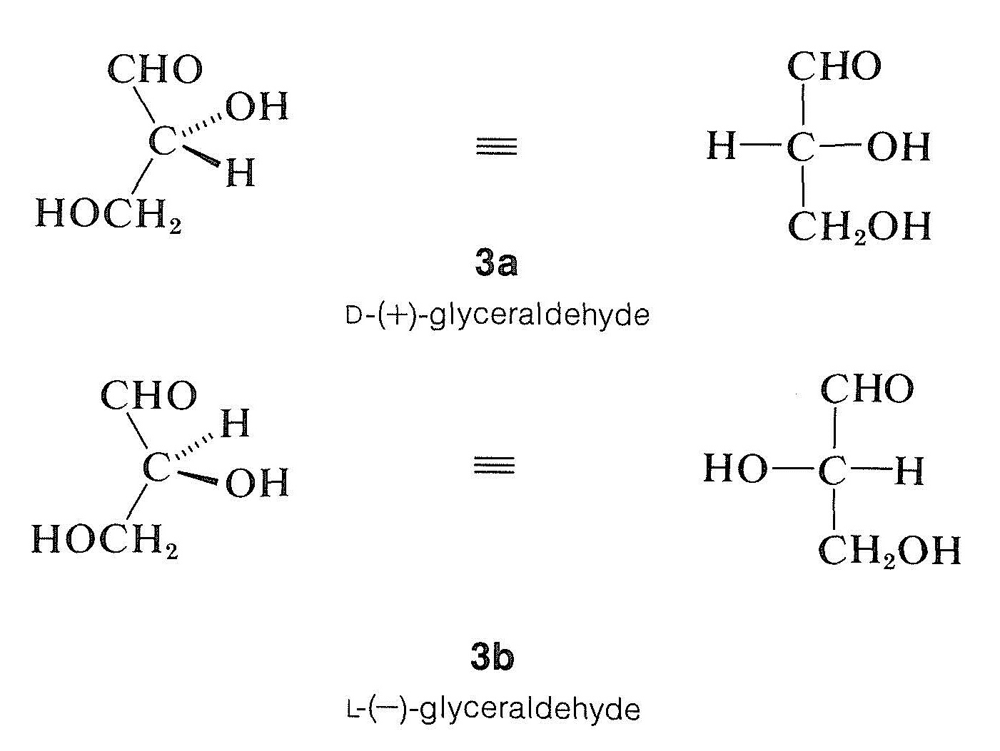 CHO
OH
C
H
HOCH₂
≡
CHO
H—C—OH
CH₂OH
3a
D-(+)-glyceraldehyde
CHO
H
C
OH
HOCH₂
≡
CHO
HO—C—H
CH₂OH
3b
L-(−)-glyceraldehyde